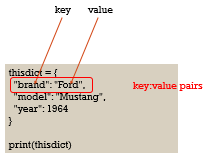 key value
thisdict = {
"brand": "Ford",
key:value pairs
"model": "Mustang",
"year": 1964
}
print(thisdict)